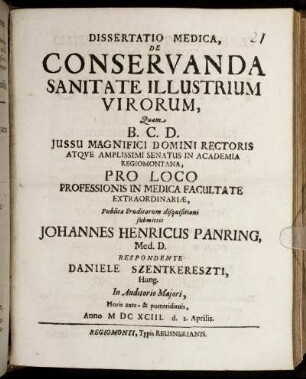 21
DISSERTATIO MEDICA,
DE
CONSERVANDA
SANITATE ILLUSTRIUM
VIRORUM,
Quam
B. C. D.
JUSSU MAGNIFICI DOMINI RECTORIS
ATQVE AMPLISSIMI SENATUS IN ACADEMIA
REGIOMONTANA,
PRO LOCO
PROFESSIONIS IN MEDICA FACULTATE
EXTRAORDINARIÆ,
Publicæ Eruditorum disquisitioni
submittit
JOHANNES HENRICUS PANRING,
Med. D.
RESPONDENTE
DANIELE SZENTKERESZTI,
Hung.
In Auditorio Majori,
Horis ante- & pomeridianis,
Anno M DC XCIII. d. 2. Aprilis.
REGIOMONTI, Typis REUSNERIANIS.